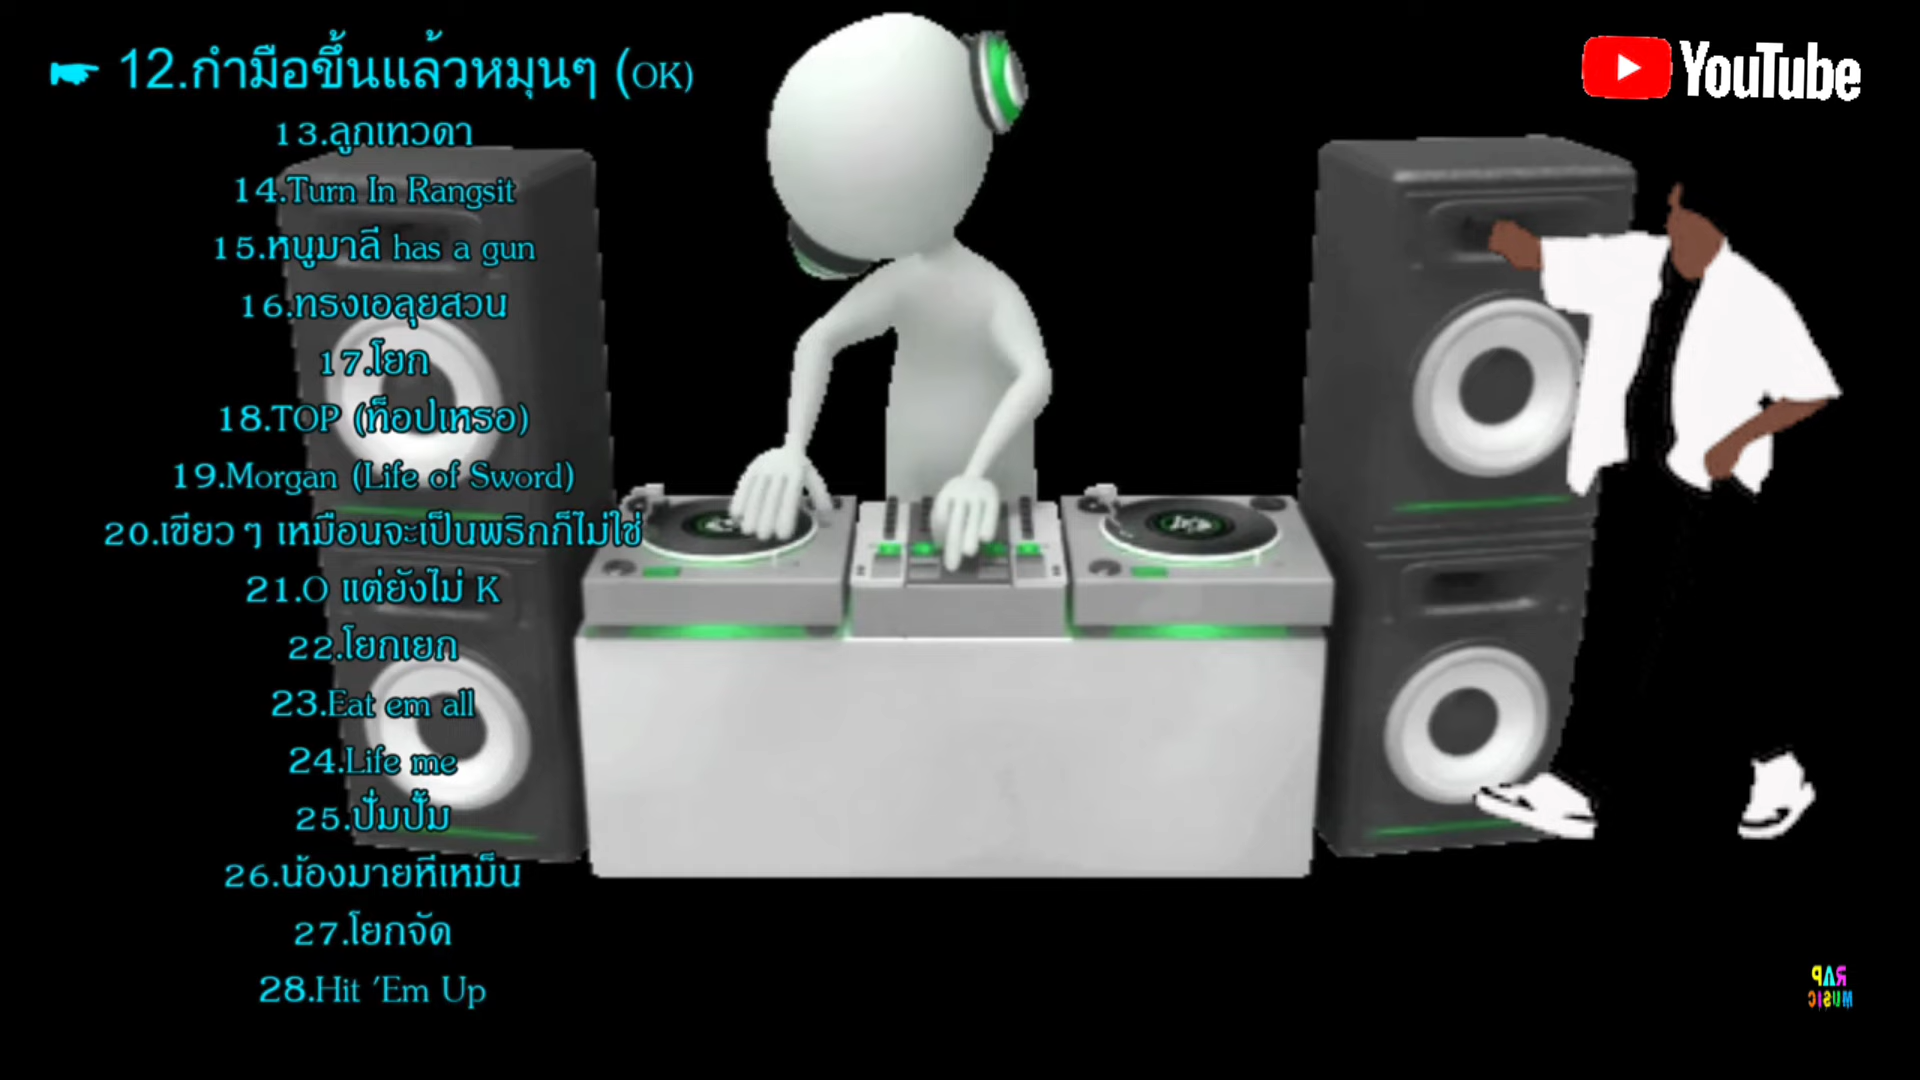 ☛ 12.กำมือขึ้นแล้วหมุนๆ (OK)
YouTube
13.ลูกเทวดา
14.Turn In Rangsit
15.หนูมาลี has a gun
16.ทรงเอลุยสวน
17.โยก
18.TOP (ท็อปเหรอ)
19.Morgan (Life of Sword)
20.เขียวๆ เหมือนจะเป็นพริกก็ไม่ใช่
21.O แต่ยังไม่ K
22.โยกเยก
23.Eat em all
24.Life me
25.ปั่มปั้ม
26.น้องมายหีเหม็น
27.โยกจัด
28.Hit 'Em Up
RAP
MUSIC